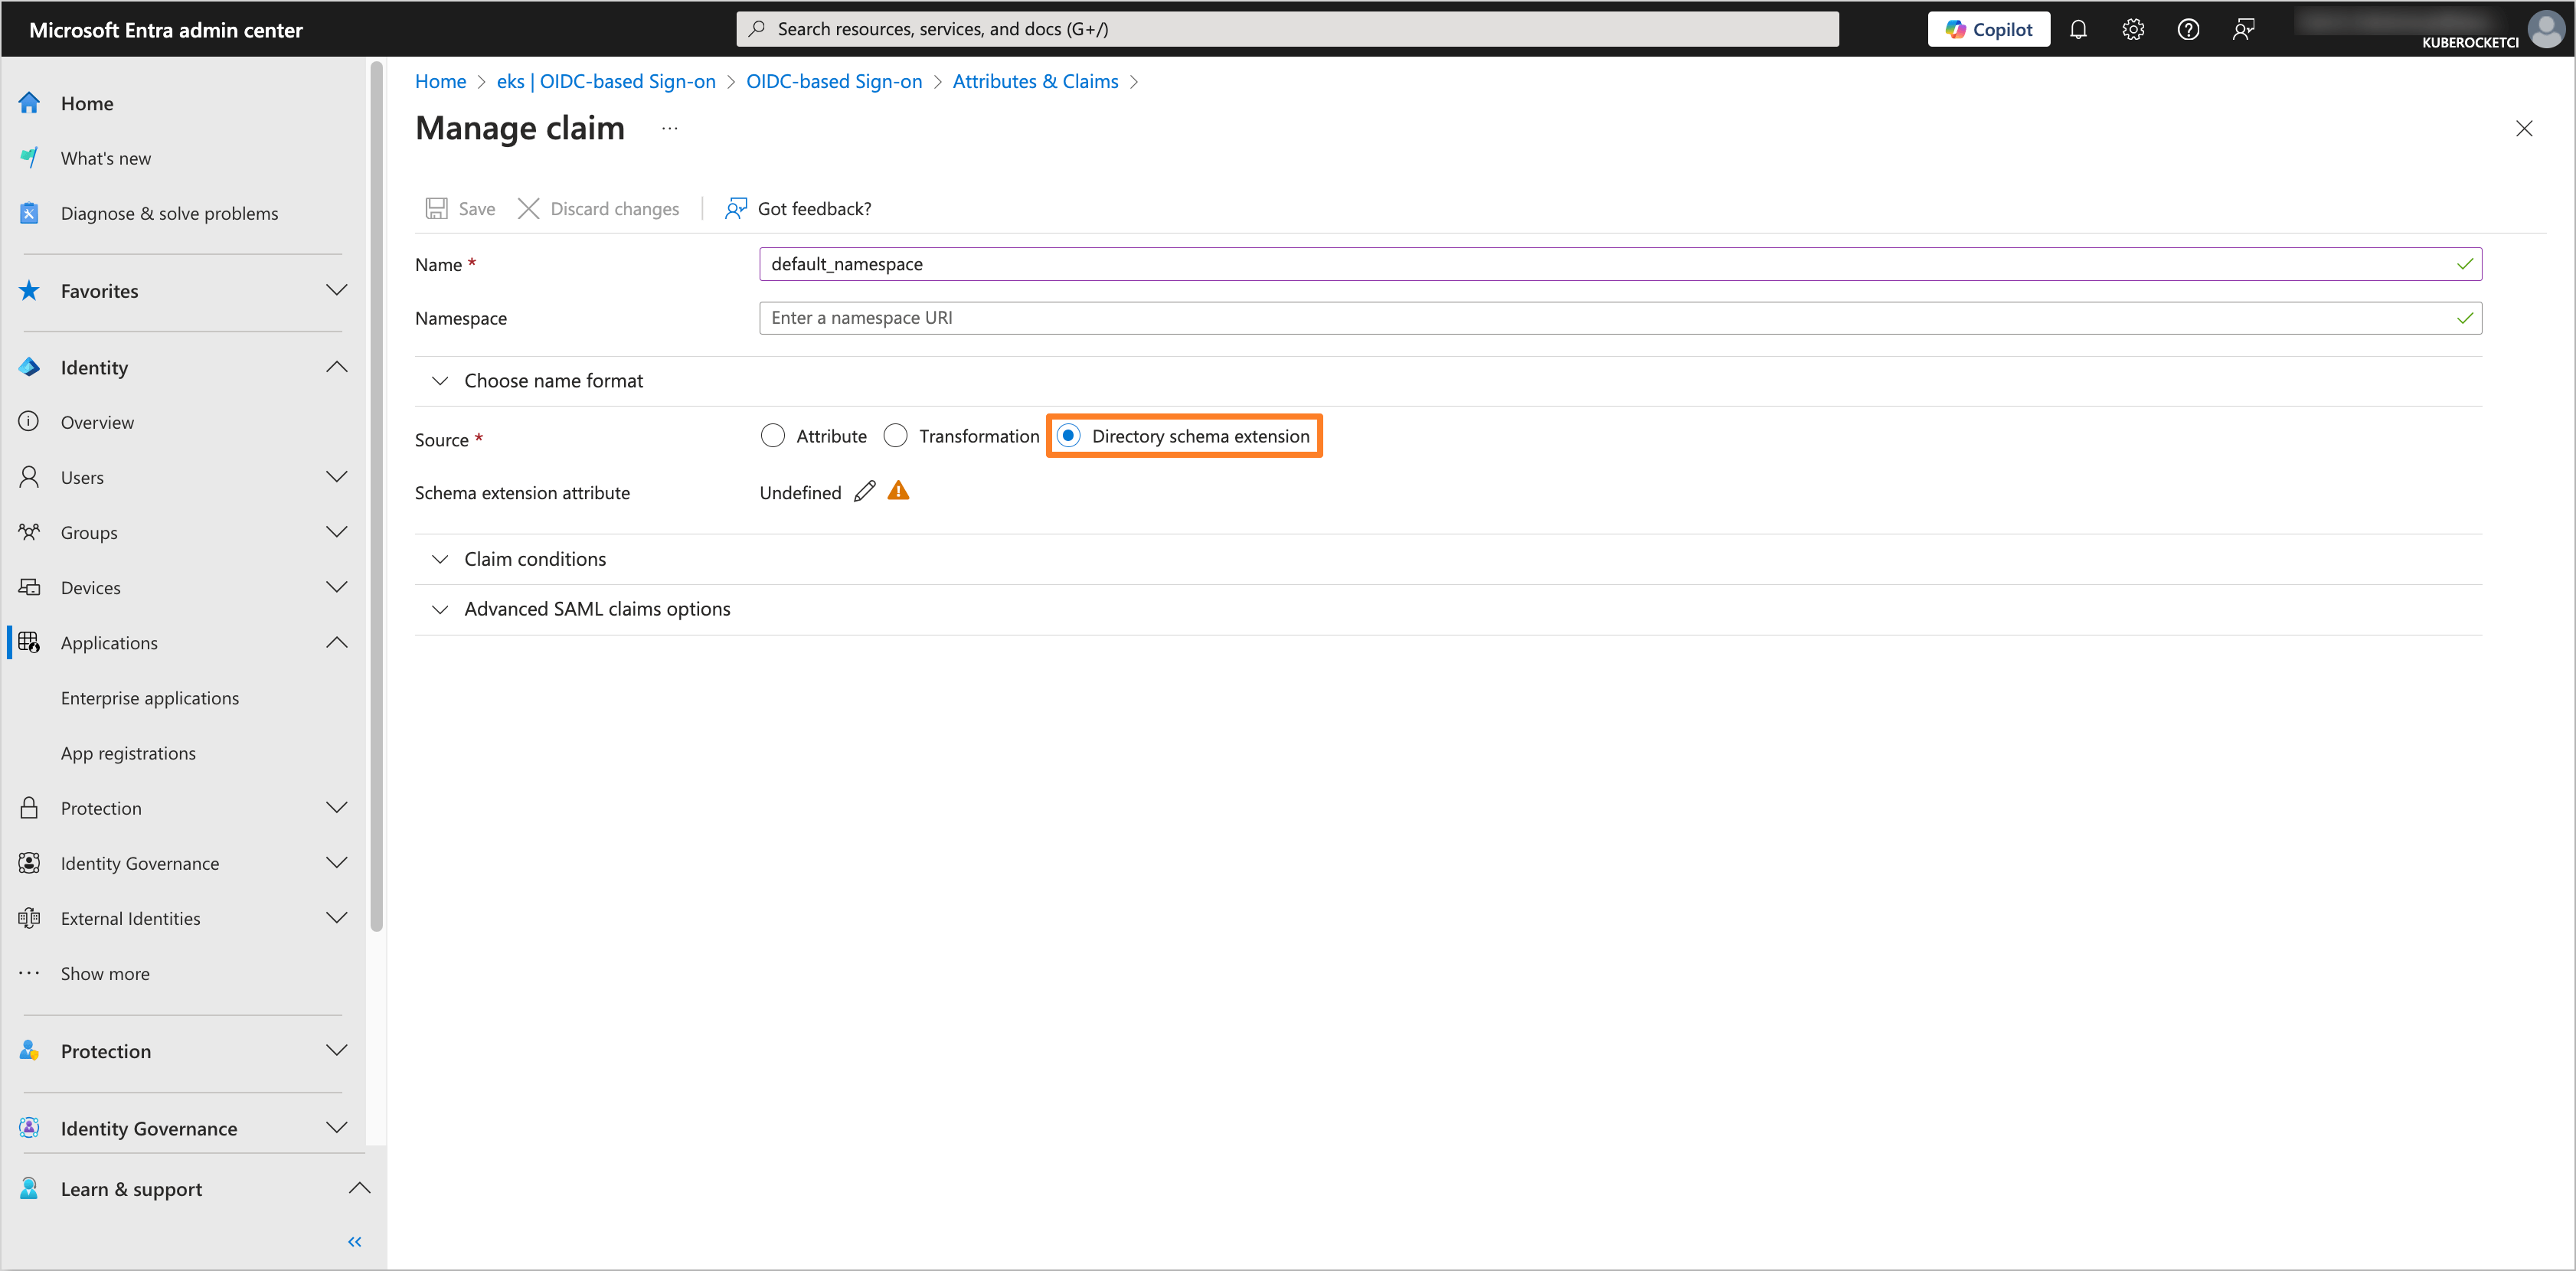 Microsoft Entra admin center
Search resources, services, and docs (G+/)
Copilot
KUBEROCKETCI
Home
What's new
Diagnose & solve problems
Favorites
Identity
Overview
Users
Groups
Devices
Applications
Enterprise applications
App registrations
Protection
Identity Governance
External Identities
Show more
Protection
Identity Governance
Learn & support
Home > eks | OIDC-based Sign-on > OIDC-based Sign-on > Attributes & Claims >
Manage claim ...
Save Discard changes Got feedback?
Name * default_namespace
Namespace Enter a namespace URI
Choose name format
Source * Attribute Transformation Directory schema extension
Schema extension attribute Undefined
Claim conditions
Advanced SAML claims options